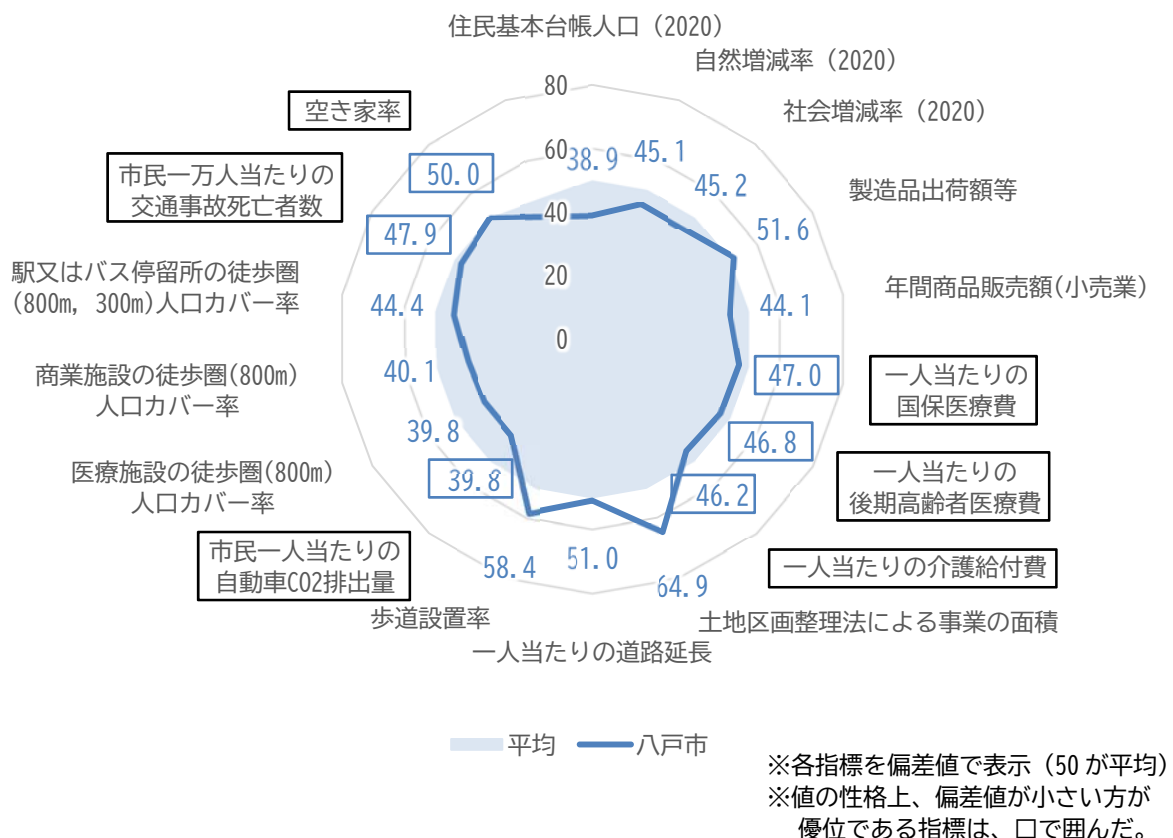 住民基本台帳人口（2020）
自然増減率（2020）
社会増減率（2020）
製造品出荷額等
年間商品販売額(小売業)
一人当たりの
国保医療費
一人当たりの
後期高齢者医療費
一人当たりの介護給付費
土地区画整理法による事業の面積
一人当たりの道路延長
歩道設置率
市民一人当たりの
自動車CO2排出量
医療施設の徒歩圏(800m)
人口カバー率
商業施設の徒歩圏(800m)
人口カバー率
駅又はバス停留所の徒歩圏
(800m, 300m)人口カバー率
市民一万人当たりの
交通事故死亡者数
空き家率
80
60
40
20
0
38.9
45.1
45.2
51.6
44.1
47.0
46.8
46.2
64.9
51.0
58.4
39.8
39.8
40.1
44.4
47.9
50.0
平均 八戸市
※各指標を偏差値で表示（50が平均）
※値の性格上、偏差値が小さい方が
優位である指標は、口で囲んだ。